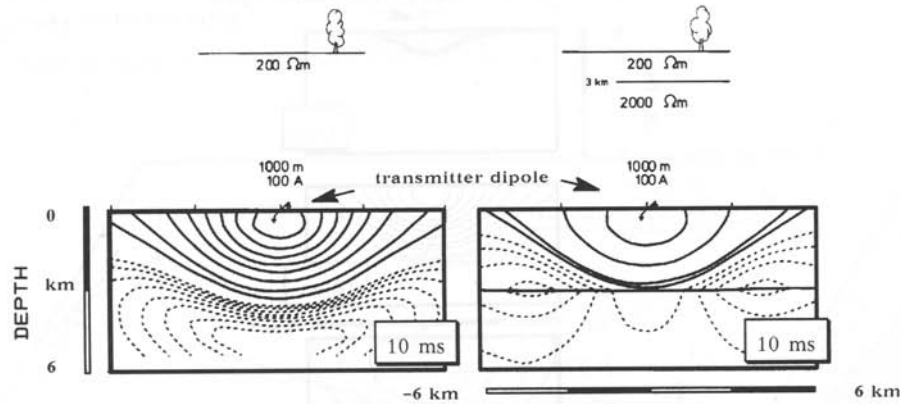 200 Ωm
200 Ωm
3 km
2000 Ωm
1000 m
100 A
transmitter dipole
1000 m
100 A
0
km
DEPTH
6
10 ms
10 ms
-6 km
6 km